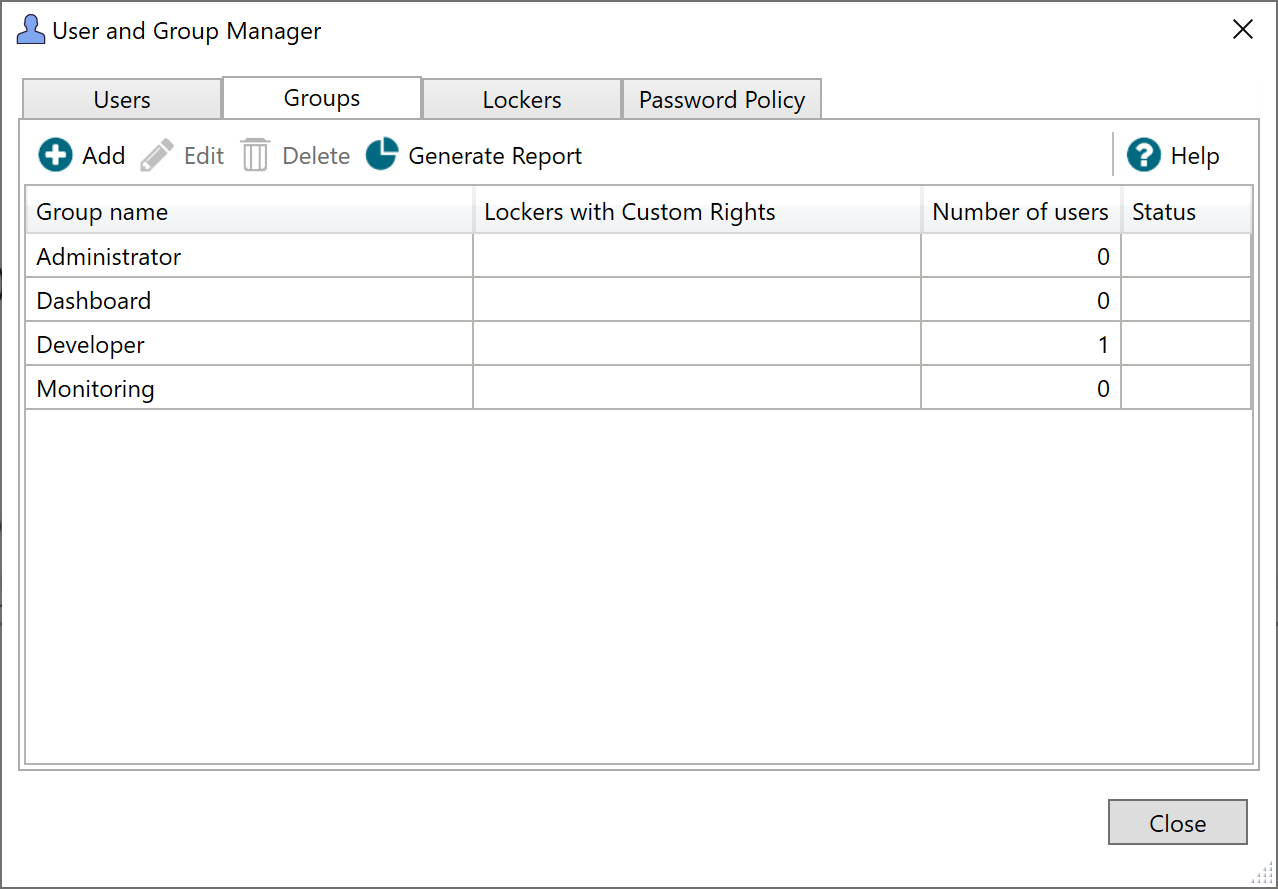 User and Group Manager
Users Groups Lockers Password Policy
Add Edit Delete Generate Report Help
Group name Lockers with Custom Rights Number of users Status
Administrator 0
Dashboard 0
Developer 1
Monitoring 0
Close